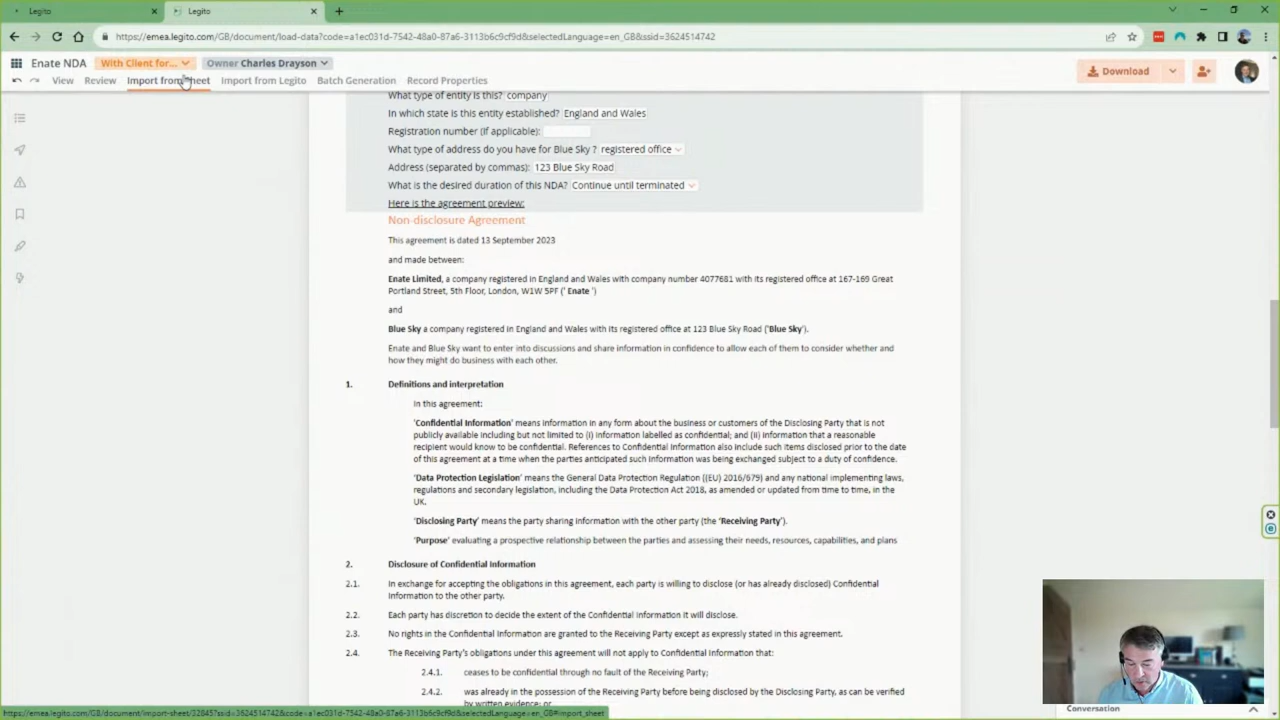 Legito
Legito
https://emea.legito.com/GB/document/load-data?code=a1ec031d-7542-48a0-87a6-3113b6c9cf9d&selectedLanguage=en_GB&ssid=3624514742
Enate NDA
With Client for...
Owner Charles Drayson
View
Review
Import from Sheet
Import from Legito
Batch Generation
Record Properties
Download
What type of entity is this? company
In which state is this entity established? England and Wales
Registration number (if applicable):
What type of address do you have for Blue Sky ? registered office
Address (separated by commas): 123 Blue Sky Road
What is the desired duration of this NDA? Continue until terminated
Here is the agreement preview:
Non-disclosure Agreement
This agreement is dated 13 September 2023
and made between:
Enate Limited, a company registered in England and Wales with company number 4077681 with its registered office at 167-169 Great
Portland Street, 5th Floor, London, W1W 5PF (' Enate ')
and
Blue Sky a company registered in England and Wales with its registered office at 123 Blue Sky Road ('Blue Sky').
Enate and Blue Sky want to enter into discussions and share information in confidence to allow each of them to consider whether and
how they might do business with each other.
1. Definitions and interpretation
In this agreement:
'Confidential Information' means information in any form about the business or customers of the Disclosing Party that is not
publicly available including but not limited to (i) information labelled as confidential; and (ii) information that a reasonable
recipient would know to be confidential. References to Confidential Information also include such items disclosed prior to the date
of this agreement at a time when the parties anticipated such information was being exchanged subject to a duty of confidence.
'Data Protection Legislation' means the General Data Protection Regulation ((EU) 2016/679) and any national implementing laws,
regulations and secondary legislation, including the Data Protection Act 2018, as amended or updated from time to time, in the
UK.
'Disclosing Party' means the party sharing information with the other party (the 'Receiving Party').
'Purpose' evaluating a prospective relationship between the parties and assessing their needs, resources, capabilities, and plans
2. Disclosure of Confidential Information
2.1. In exchange for accepting the obligations in this agreement, each party is willing to disclose (or has already disclosed) Confidential
Information to the other party.
2.2. Each party has discretion to decide the extent of the Confidential Information it will disclose.
2.3. No rights in the Confidential Information are granted to the Receiving Party except as expressly stated in this agreement.
2.4. The Receiving Party's obligations under this agreement will not apply to Confidential Information that:
2.4.1. ceases to be confidential through no fault of the Receiving Party;
2.4.2. was already in the possession of the Receiving Party before being disclosed by the Disclosing Party, as can be verified
by written evidence; or
https://emea.legito.com/GB/document/import-sheet/32845?ssid=3624514742&code=a1ec031d-7542-48a0-87a6-3113b6c9cf9d&selectedLanguage=en_GB#import_sheet
Conversation